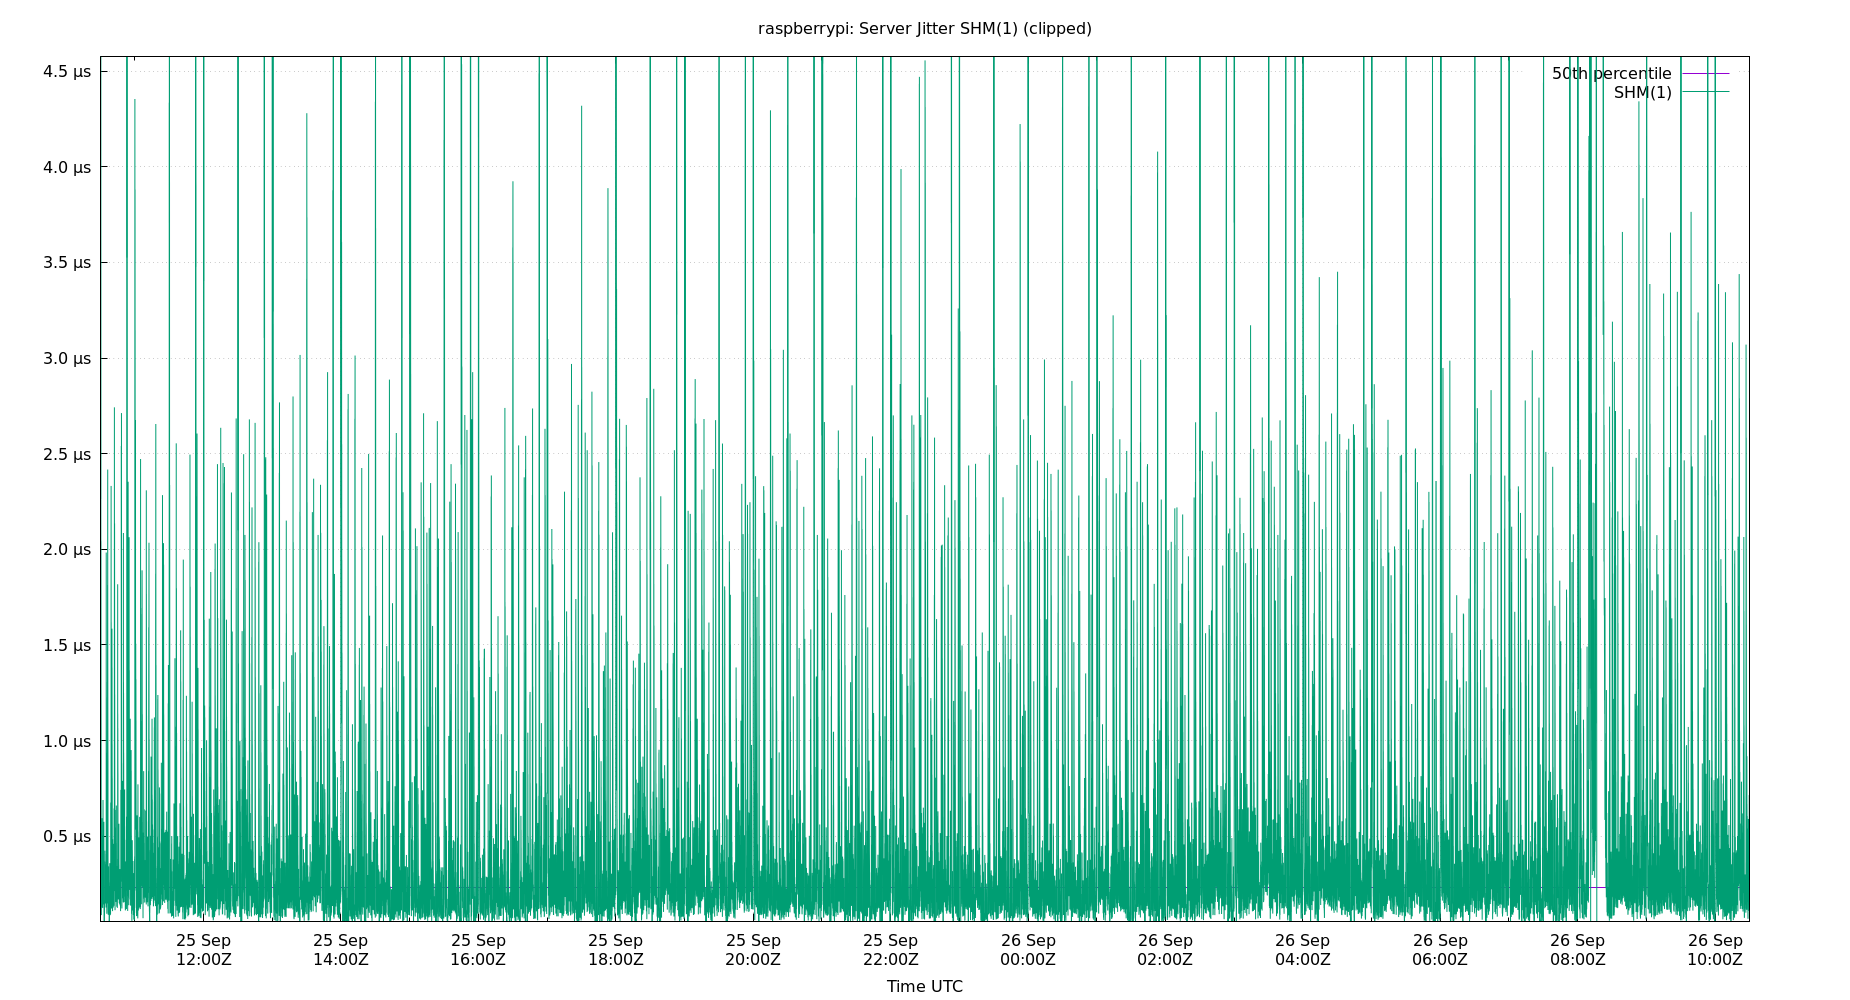 raspberrypi: Server Jitter SHM(1) (clipped)
4.5 µs
50th percentile
SHM(1)
4.0 µs
3.5 µs
3.0 µs
2.5 µs
2.0 µs
1.5 µs
1.0 µs
0.5 µs
25 Sep 25 Sep 25 Sep 25 Sep 25 Sep 25 Sep 26 Sep 26 Sep 26 Sep 26 Sep 26 Sep 26 Sep
12:00Z 14:00Z 16:00Z 18:00Z 20:00Z 22:00Z 00:00Z 02:00Z 04:00Z 06:00Z 08:00Z 10:00Z
Time UTC